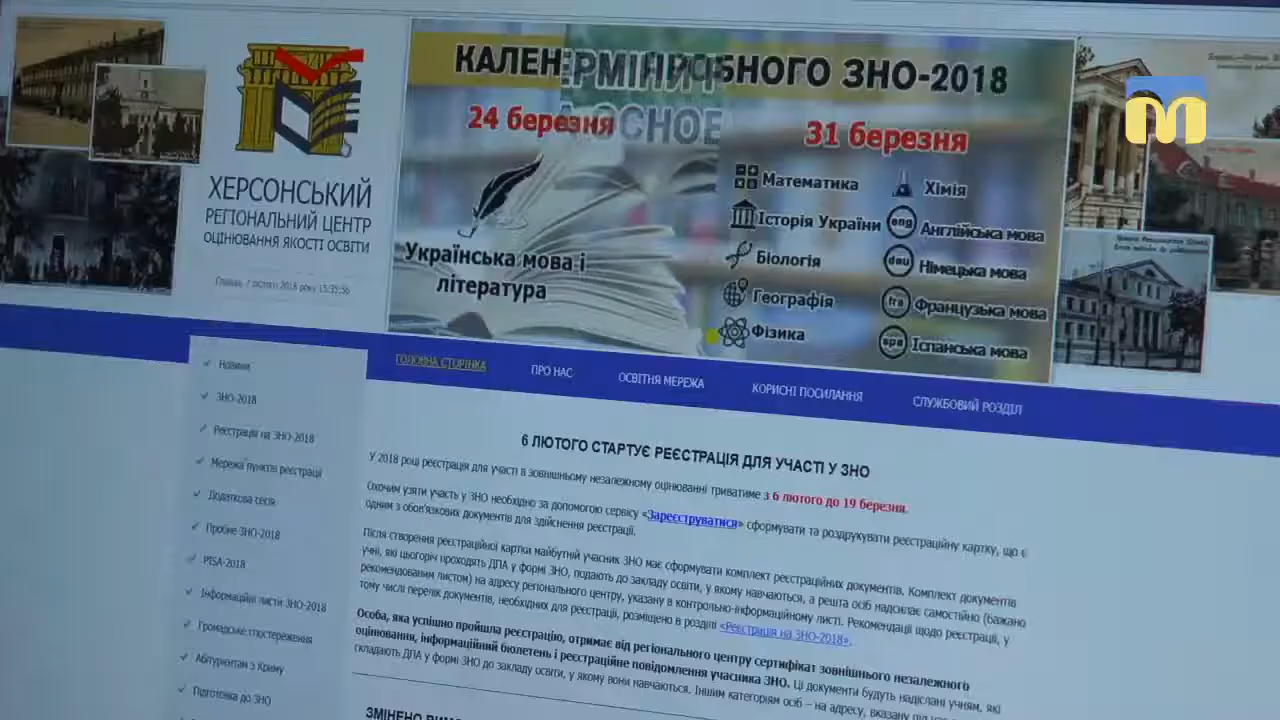 ХЕРСОНСЬКИЙ
РЕГІОНАЛЬНИЙ ЦЕНТР
ОЦІНЮВАННЯ ЯКОСТІ ОСВІТИ
2018 року 15:35:56
ПРОБНОГО ЗНО-2018
24 березня
Українська мова і
література
31 березня
Математика
Історія України
Біологія
Географія
Фізика
Хімія
eng Англійська мова
deu Німецька мова
fra Французька мова
spa Іспанська мова
ГОЛОВНА СТОРІНКА
ПРО НАС
ОСВІТНЯ МЕРЕЖА
КОРИСНІ ПОСИЛАННЯ
СЛУЖБОВИЙ РОЗДІЛ
Новини
ЗНО-2018
Реєстрація на ЗНО-2018
Мережа пунктів реєстрації
Додаткова сесія
Пробне ЗНО-2018
PISA-2018
Інформаційні листи ЗНО-2018
Громадське спостереження
Абітурієнтам з Криму
Підготовка до ЗНО
6 ЛЮТОГО СТАРТУЄ РЕЄСТРАЦІЯ ДЛЯ УЧАСТІ У ЗНО
У 2018 році реєстрація для участі в зовнішньому незалежному оцінюванні триватиме з 6 лютого до 19 березня.
Охочим узяти участь у ЗНО необхідно за допомогою сервісу «Зареєструватися» сформувати та роздрукувати реєстраційну картку, що є
одним з обов'язкових документів для здійснення реєстрації.
Після створення реєстраційної картки майбутній учасник ЗНО має сформувати комплект реєстраційних документів. Комплект документів
учні, які цьогоріч проходять ДПА у формі ЗНО, подають до закладу освіти, у якому навчаються, а решта осіб надсилає самостійно (бажано
рекомендованим листом) на адресу регіонального центру, указану в контрольно-інформаційному листі. Рекомендації щодо реєстрації, у
тому числі перелік документів, необхідних для реєстрації, розміщено в розділі «Реєстрація на ЗНО-2018».
Особа, яка успішно пройшла реєстрацію, отримає від регіонального центру сертифікат зовнішнього незалежного
оцінювання, інформаційний бюлетень і реєстраційне повідомлення учасника ЗНО. Ці документи будуть надіслані учням, які
складають ДПА у формі ЗНО до закладу освіти, у якому вони навчаються. Іншим категоріям осіб – на адресу, вказану
ЗМІНЕНО